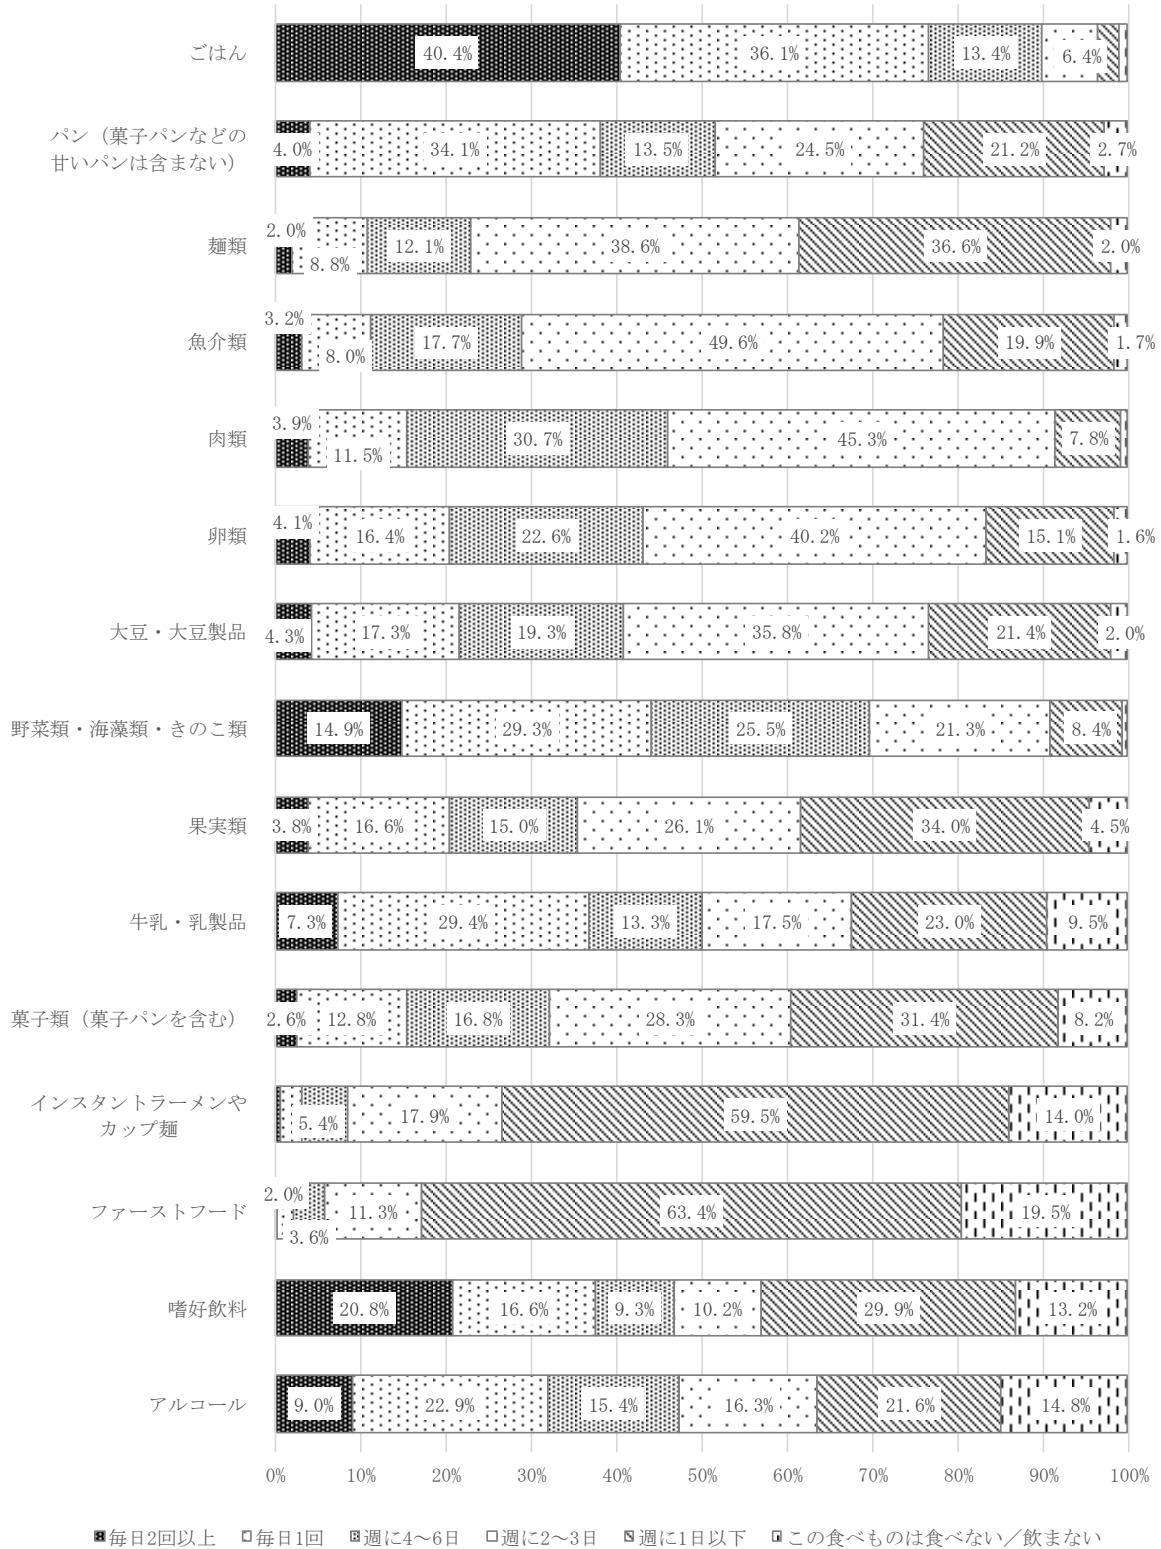 ごはん
40.4% 36.1% 13.4% 6.4%
パン（菓子パンなどの
甘いパンは含まない）
4.0% 34.1% 13.5% 24.5% 21.2% 2.7%
麺類
2.0% 8.8% 12.1% 38.6% 36.6% 2.0%
魚介類
3.2% 8.0% 17.7% 49.6% 19.9% 1.7%
肉類
3.9% 11.5% 30.7% 45.3% 7.8%
卵類
4.1% 16.4% 22.6% 40.2% 15.1% 1.6%
大豆・大豆製品
4.3% 17.3% 19.3% 35.8% 21.4% 2.0%
野菜類・海藻類・きのこ類
14.9% 29.3% 25.5% 21.3% 8.4%
果実類
3.8% 16.6% 15.0% 26.1% 34.0% 4.5%
牛乳・乳製品
7.3% 29.4% 13.3% 17.5% 23.0% 9.5%
菓子類（菓子パンを含む）
2.6% 12.8% 16.8% 28.3% 31.4% 8.2%
インスタントラーメンや
カップ麺
5.4% 17.9% 59.5% 14.0%
ファーストフード
2.0% 3.6% 11.3% 63.4% 19.5%
嗜好飲料
20.8% 16.6% 9.3% 10.2% 29.9% 13.2%
アルコール
9.0% 22.9% 15.4% 16.3% 21.6% 14.8%
0% 10% 20% 30% 40% 50% 60% 70% 80% 90% 100%
毎日2回以上 毎日1回 週に4～6日 週に2～3日 週に1日以下 この食べものは食べない／飲まない